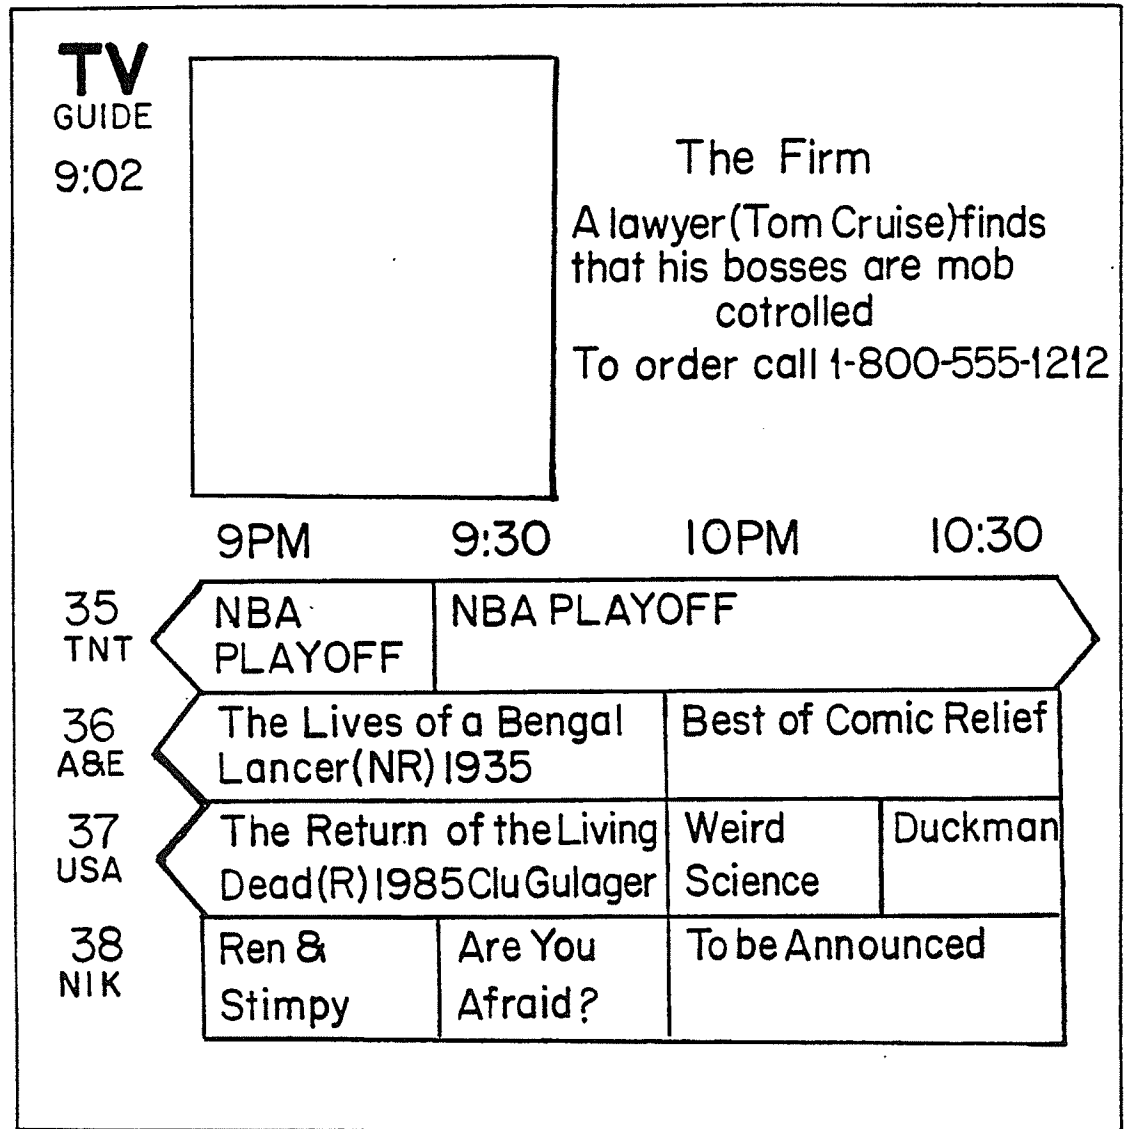 TV
GUIDE
9:02
The Firm
A lawyer(Tom Cruise)finds
that his bosses are mob
cotrolled
To order call 1-800-555-1212
9PM 9:30 10PM 10:30
35
TNT
NBA
PLAYOFF
NBA PLAYOFF
36
A&E
The Lives of a Bengal
Lancer(NR) 1935
Best of Comic Relief
37
USA
The Return of the Living
Dead(R) 1985 Clu Gulager
Weird
Science
Duckman
38
NIK
Ren &
Stimpy
Are You
Afraid?
To be Announced